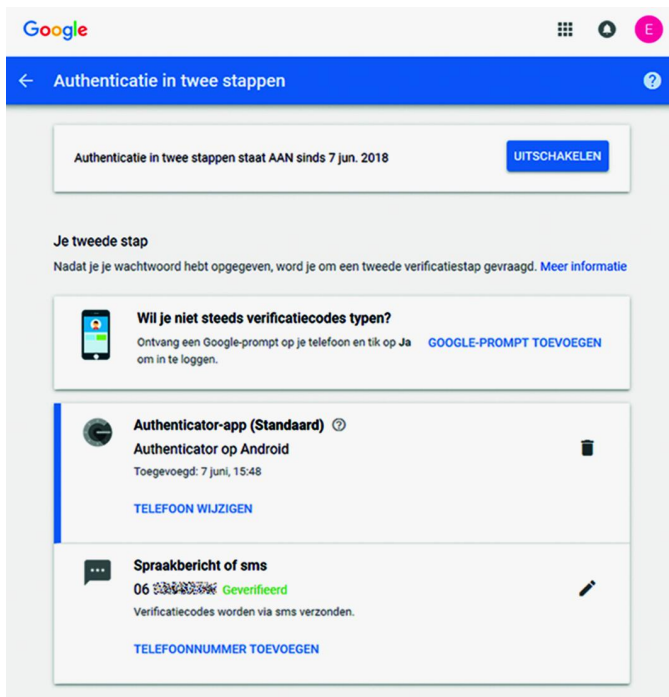 Google
E
Authenticatie in twee stappen
Authenticatie in twee stappen staat AAN sinds 7 jun. 2018
UITSCHAKELEN
Je tweede stap
Nadat je je wachtwoord hebt opgegeven, word je om een tweede verificatiestap gevraagd. Meer informatie
Wil je niet steeds verificatiecodes typen?
Ontvang een Google-prompt op je telefoon en tik op Ja
om in te loggen.
GOOGLE-PROMPT TOEVOEGEN
Authenticator-app (Standaard)
Authenticator op Android
Toegevoegd: 7 juni, 15:48
TELEFOON WIJZIGEN
Spraakbericht of sms
06 Geverifieerd
Verificatiecodes worden via sms verzonden.
TELEFOONNUMMER TOEVOEGEN